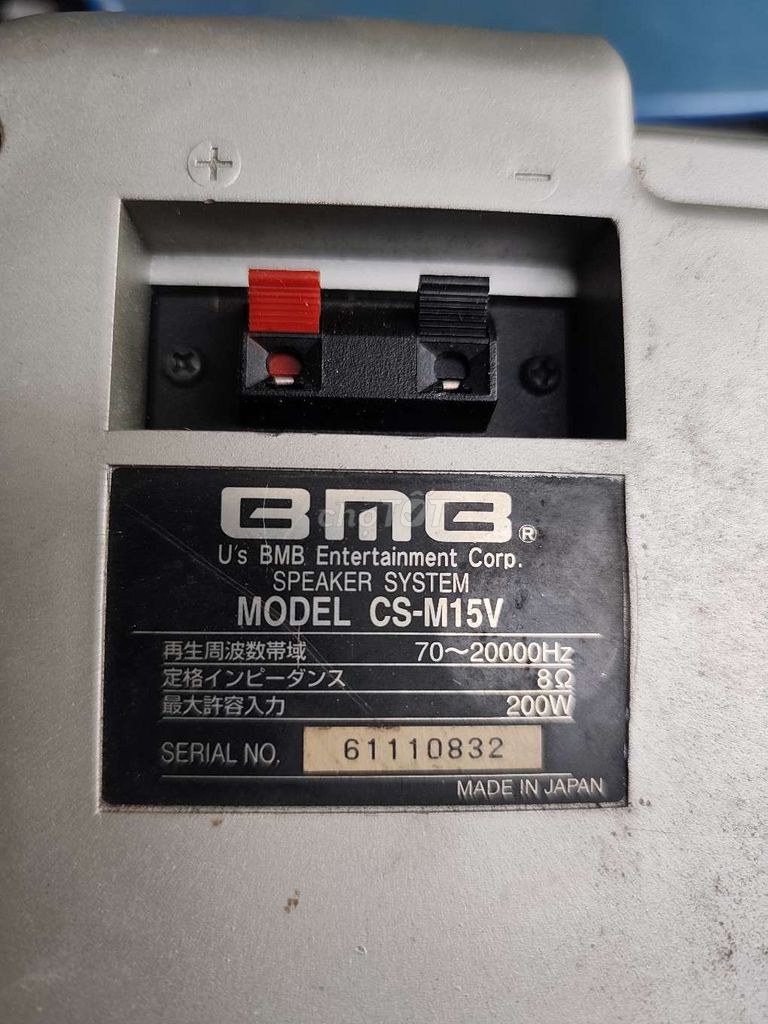 + −
BMB®
chợTỐT
U's BMB Entertainment Corp.
SPEAKER SYSTEM
MODEL CS-M15V
再生周波数帯域 70〜20000Hz
定格インピーダンス 8Ω
最大許容入力 200W
SERIAL NO. 61110832
MADE IN JAPAN